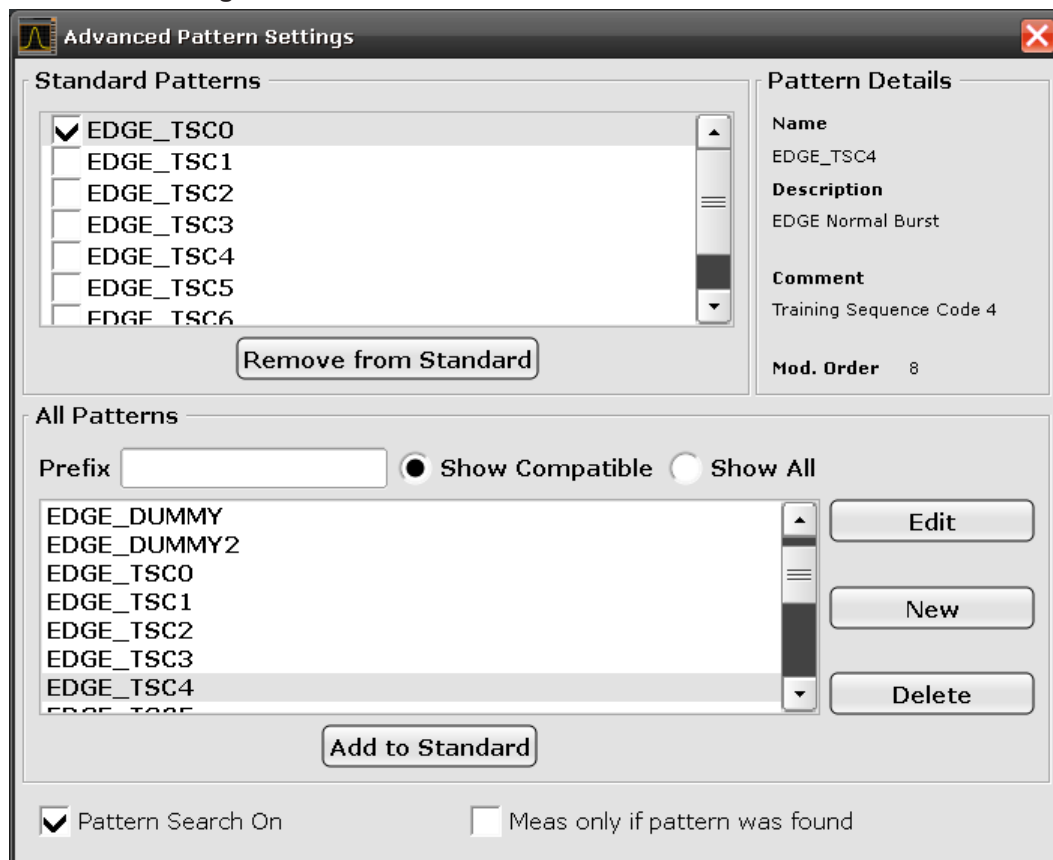 Advanced Pattern Settings
Standard Patterns
EDGE_TSC0
EDGE_TSC1
EDGE_TSC2
EDGE_TSC3
EDGE_TSC4
EDGE_TSC5
EDGE_TSC6
Remove from Standard
Pattern Details
Name
EDGE_TSC4
Description
EDGE Normal Burst
Comment
Training Sequence Code 4
Mod. Order 8
All Patterns
Prefix Show Compatible Show All
EDGE_DUMMY
EDGE_DUMMY2
EDGE_TSC0
EDGE_TSC1
EDGE_TSC2
EDGE_TSC3
EDGE_TSC4
Edit
New
Delete
Add to Standard
Pattern Search On Meas only if pattern was found